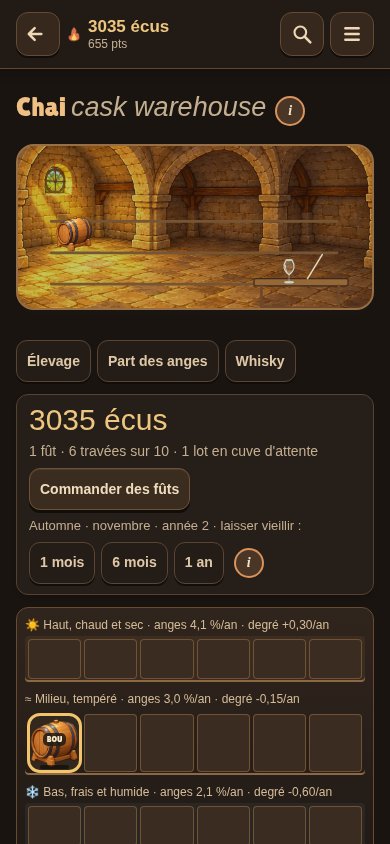 3035 écus
655 pts
Chai cask warehouse i
Élevage Part des anges Whisky
3035 écus
1 fût · 6 travées sur 10 · 1 lot en cuve d'attente
Commander des fûts
Automne · novembre · année 2 · laisser vieillir :
1 mois 6 mois 1 an i
☀️ Haut, chaud et sec · anges 4,1 %/an · degré +0,30/an
≈ Milieu, tempéré · anges 3,0 %/an · degré -0,15/an
BOU
❄️ Bas, frais et humide · anges 2,1 %/an · degré -0,60/an